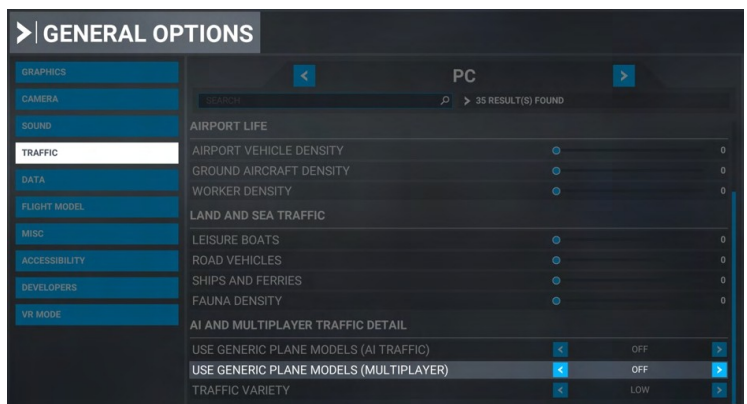 GENERAL OPTIONS
GRAPHICS
CAMERA
SOUND
TRAFFIC
DATA
FLIGHT MODEL
MISC
ACCESSIBILITY
DEVELOPERS
VR MODE
PC
SEARCH
35 RESULT(S) FOUND
AIRPORT LIFE
AIRPORT VEHICLE DENSITY 0
GROUND AIRCRAFT DENSITY 0
WORKER DENSITY 0
LAND AND SEA TRAFFIC
LEISURE BOATS 0
ROAD VEHICLES 0
SHIPS AND FERRIES 0
FAUNA DENSITY 0
AI AND MULTIPLAYER TRAFFIC DETAIL
USE GENERIC PLANE MODELS (AI TRAFFIC) OFF
USE GENERIC PLANE MODELS (MULTIPLAYER) OFF
TRAFFIC VARIETY LOW